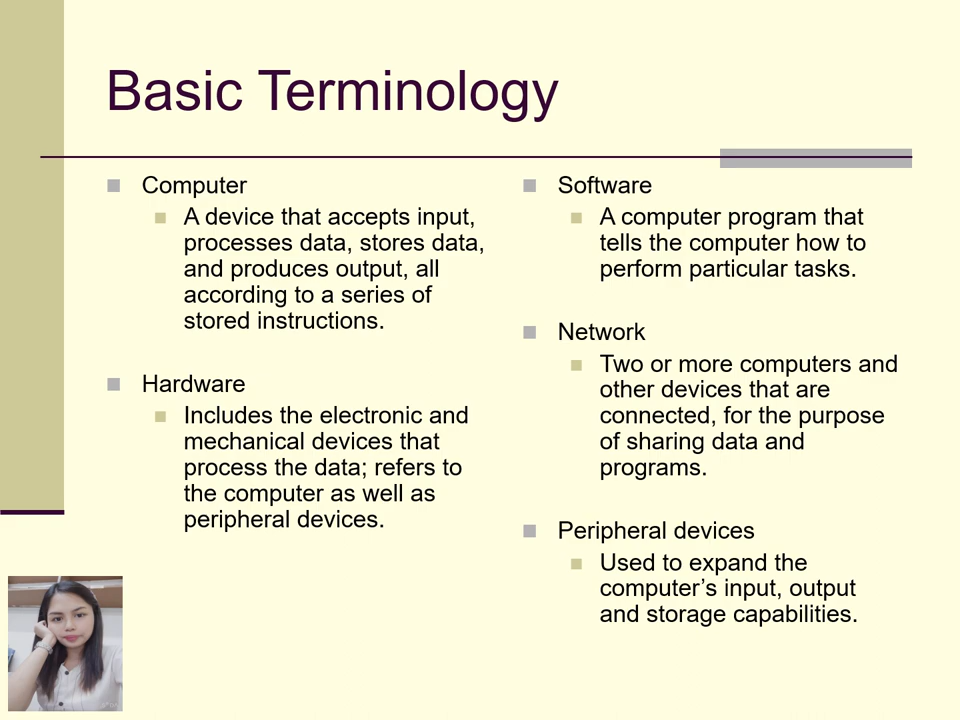 Basic Terminology
Computer
A device that accepts input,
processes data, stores data,
and produces output, all
according to a series of
stored instructions.
Hardware
Includes the electronic and
mechanical devices that
process the data; refers to
the computer as well as
peripheral devices.
Software
A computer program that
tells the computer how to
perform particular tasks.
Network
Two or more computers and
other devices that are
connected, for the purpose
of sharing data and
programs.
Peripheral devices
Used to expand the
computer’s input, output
and storage capabilities.